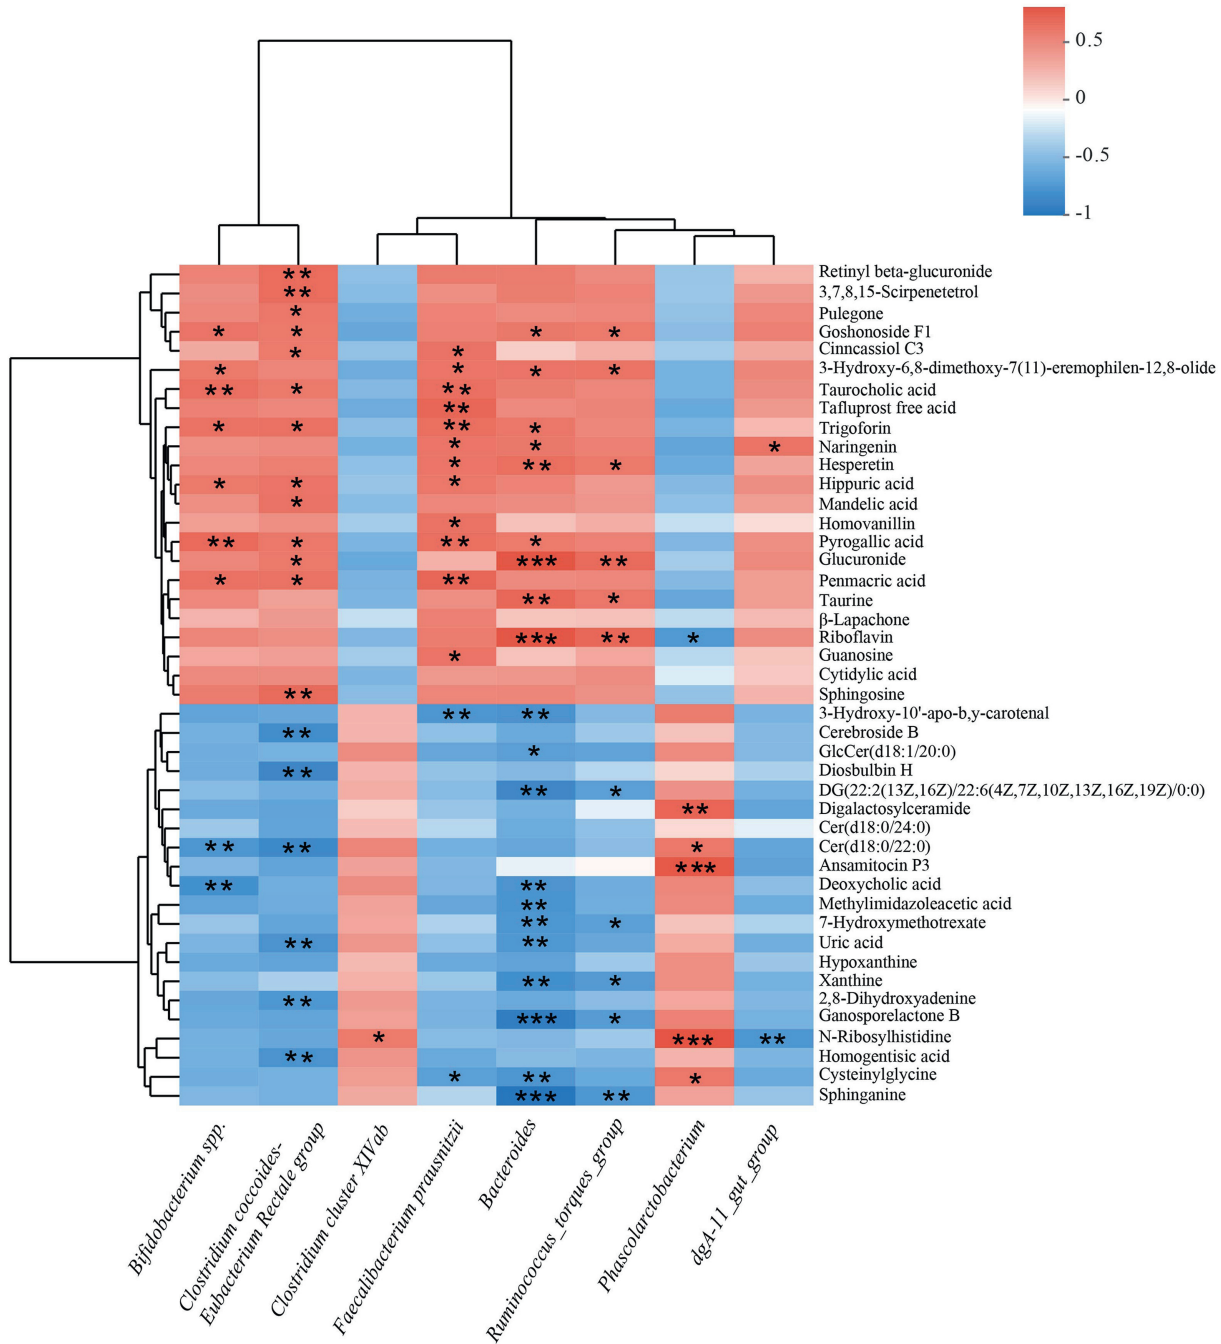 0.5
0
-0.5
-1
** Retinyl beta-glucuronide
** 3,7,8,15-Scirpenetetrol
* Pulegone
* * * * Goshonoside F1
* * Cinncassiol C3
* * * * 3-Hydroxy-6,8-dimethoxy-7(11)-eremophilen-12,8-olide
** * ** Taurocholic acid
** Tafluprost free acid
* * ** * Trigoforin
* * * Naringenin
* ** * Hesperetin
* * * Hippuric acid
* Mandelic acid
* Homovanillin
** * ** * Pyrogallic acid
* *** ** Glucuronide
* * ** Penmacric acid
** * Taurine
β-Lapachone
*** ** * Riboflavin
* Guanosine
Cytidylic acid
** Sphingosine
** ** 3-Hydroxy-10'-apo-b,y-carotenal
** Cerebroside B
* GlcCer(d18:1/20:0)
** Diosbulbin H
** * DG(22:2(13Z,16Z)/22:6(4Z,7Z,10Z,13Z,16Z,19Z)/0:0)
** Digalactosylceramide
Cer(d18:0/24:0)
** ** * Cer(d18:0/22:0)
*** Ansamitocin P3
** ** Deoxycholic acid
** Methylimidazoleacetic acid
** * 7-Hydroxymethotrexate
** ** Uric acid
Hypoxanthine
** * Xanthine
** 2,8-Dihydroxyadenine
*** * Ganosporelactone B
* *** ** N-Ribosylhistidine
** Homogentisic acid
* ** * Cysteinylglycine
*** ** Sphinganine
Bifidobacterium spp.
Clostridium coccoides-
Eubacterium Rectale group
Clostridium cluster XIVab
Faecalibacterium prausnitzii
Bacteroides
Ruminococcus_torques_group
Phascolarctobacterium
dgA-11_gut_group